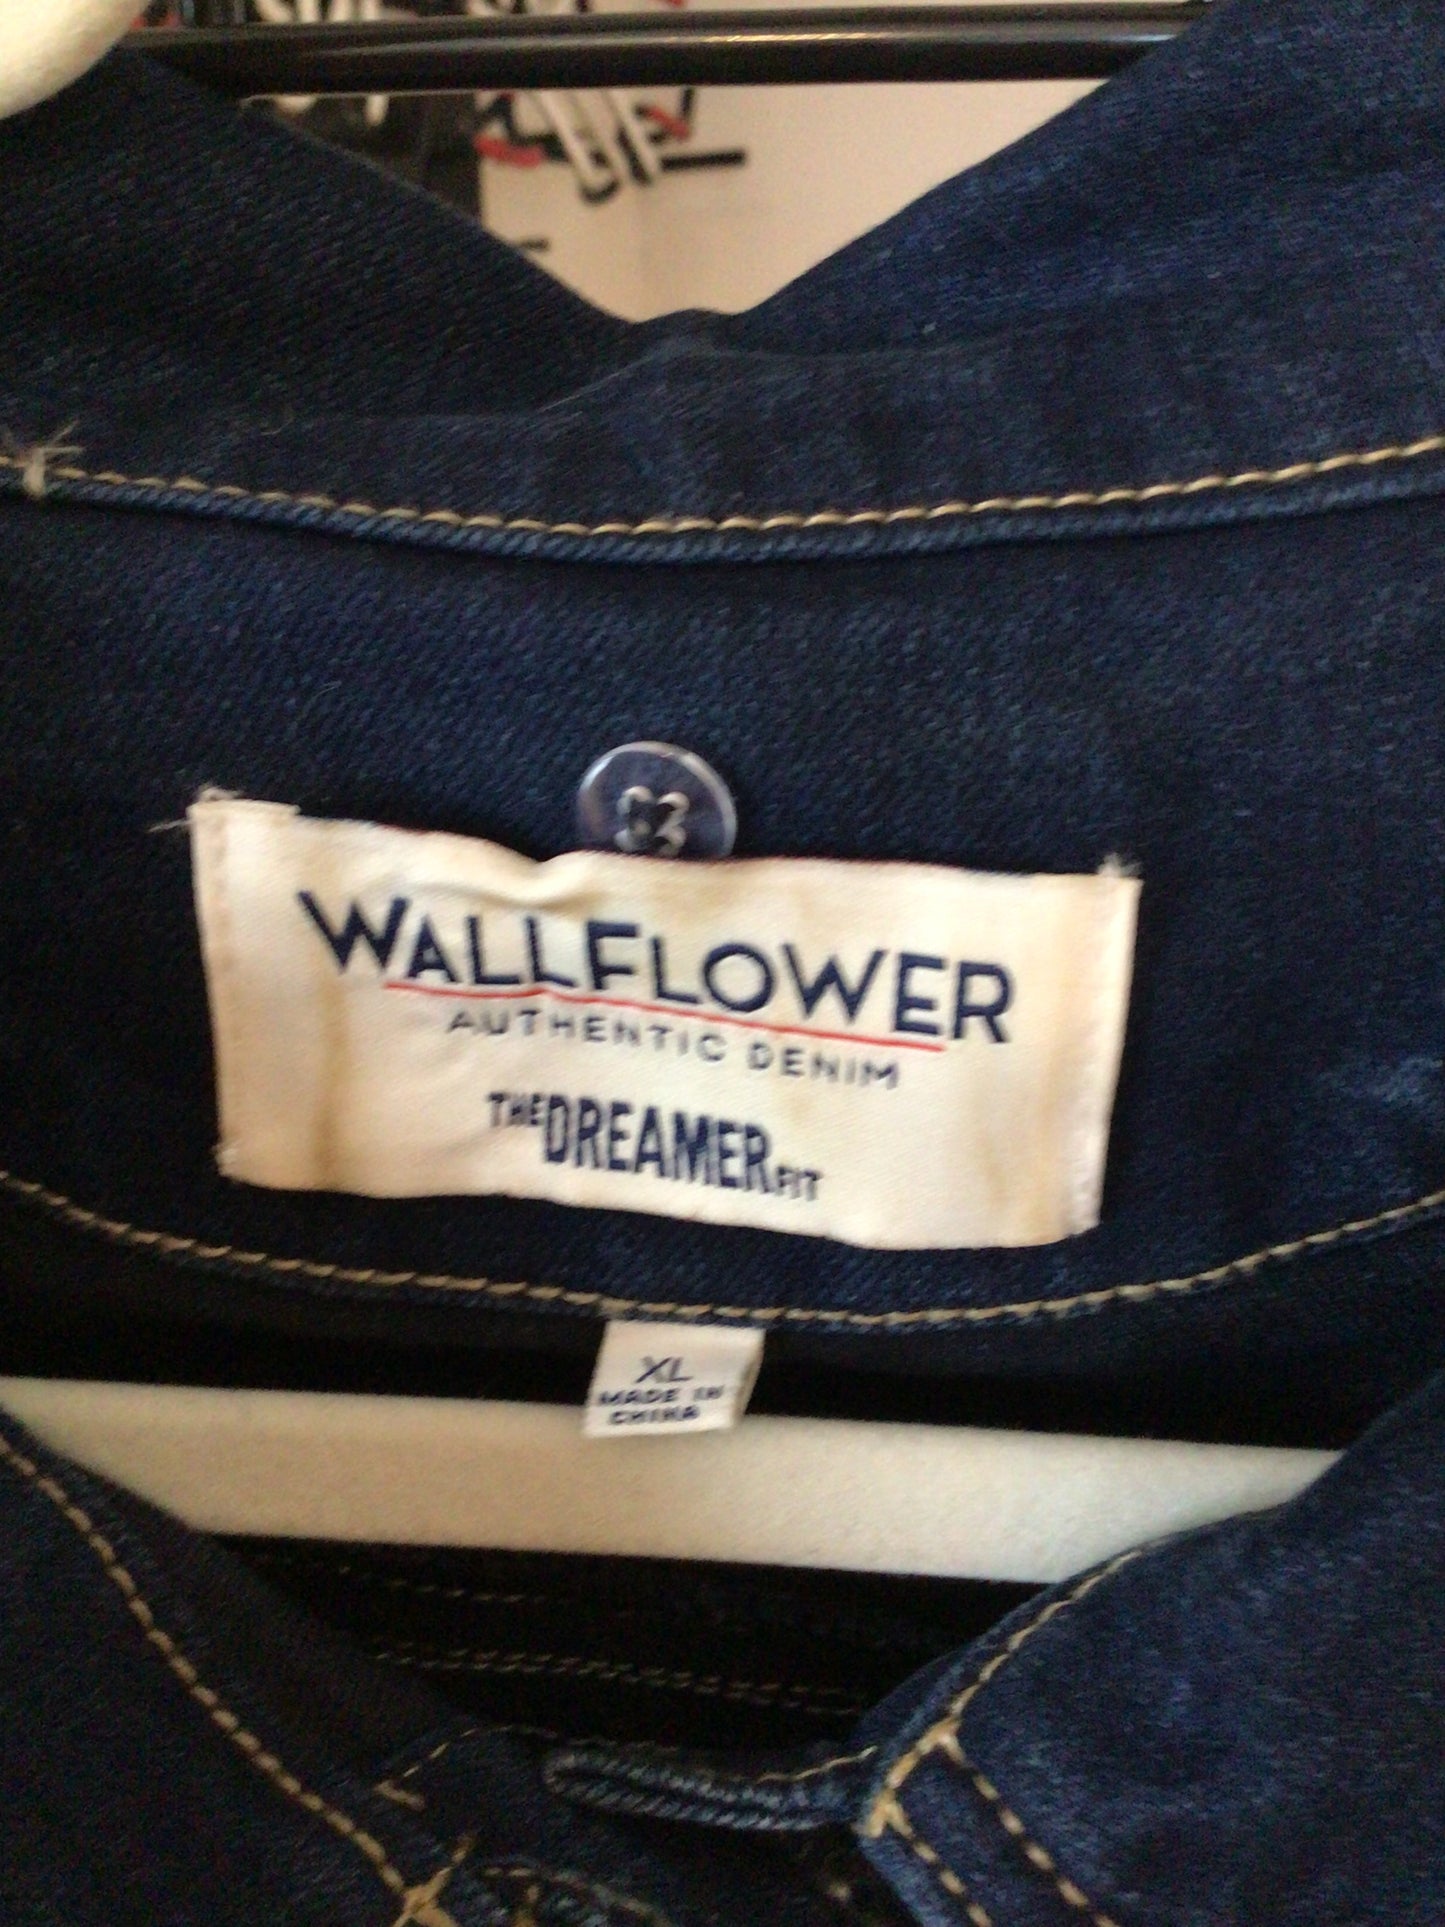 WALLFLOWER
AUTHENTIC DENIM
THE DREAMER FIT
XL
MADE IN
CHINA